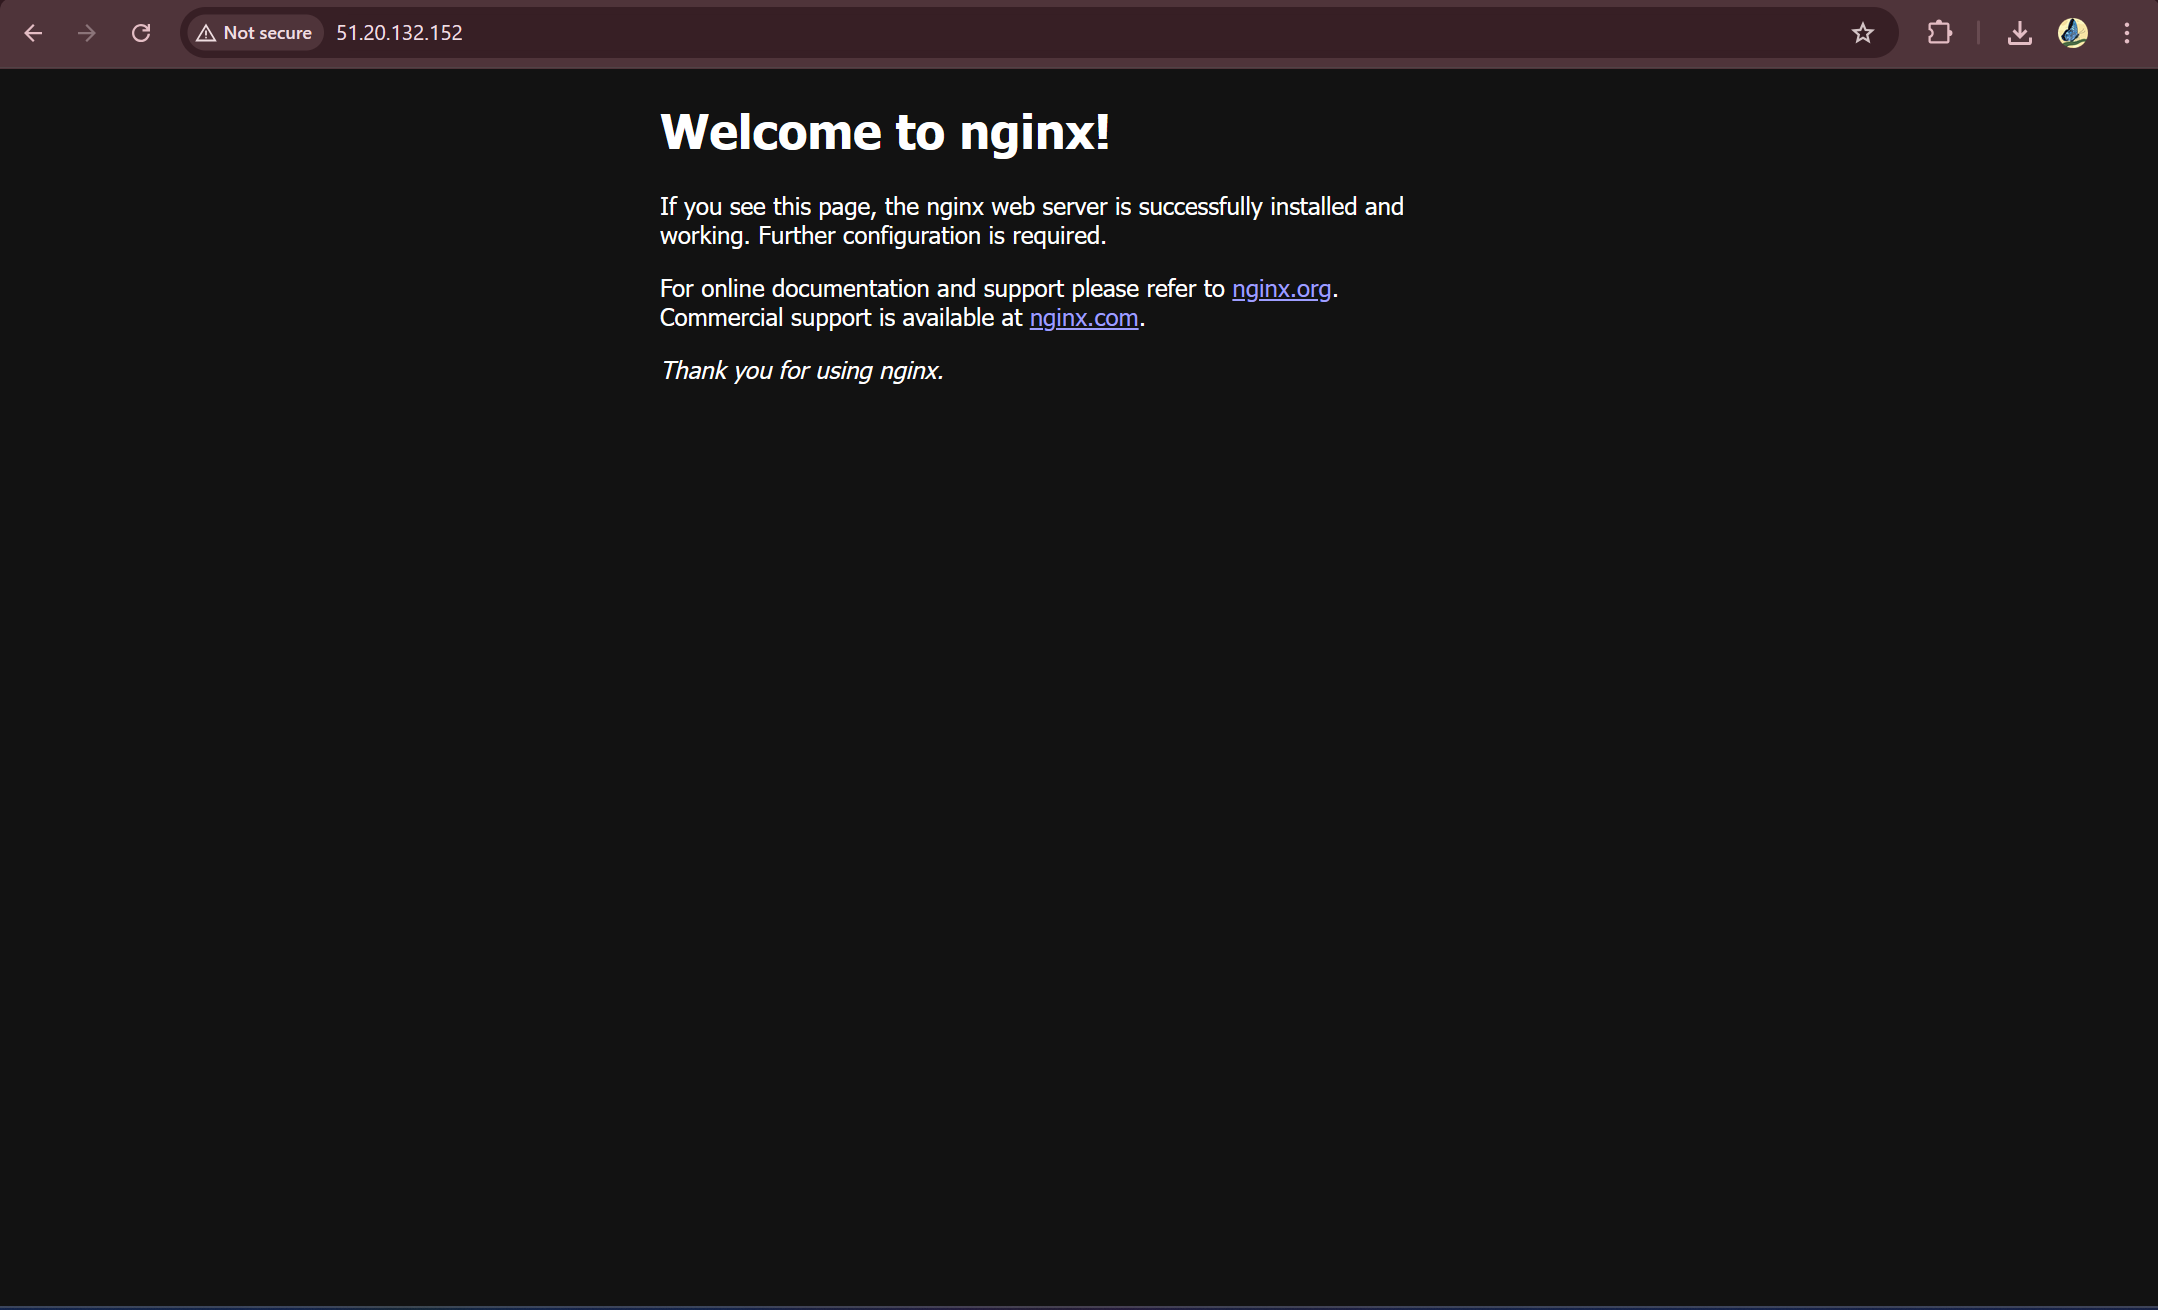 Not secure 51.20.132.152
Welcome to nginx!
If you see this page, the nginx web server is successfully installed and
working. Further configuration is required.
For online documentation and support please refer to nginx.org.
Commercial support is available at nginx.com.
Thank you for using nginx.